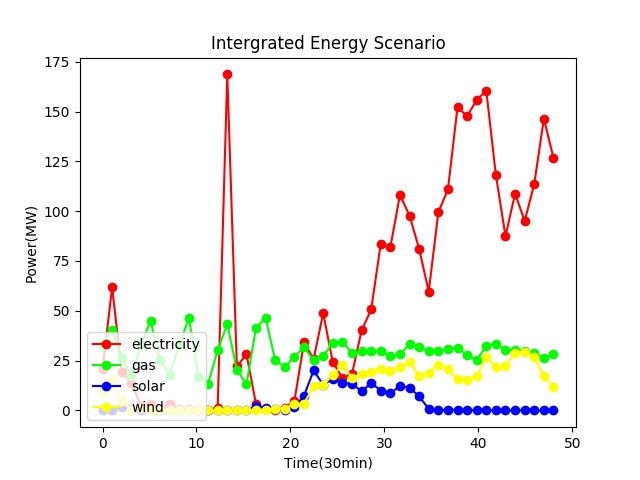 Intergrated Energy Scenario
Power(MW)
175
150
125
100
75
50
25
0
electricity
gas
solar
wind
0 10 20 30 40 50
Time(30min)